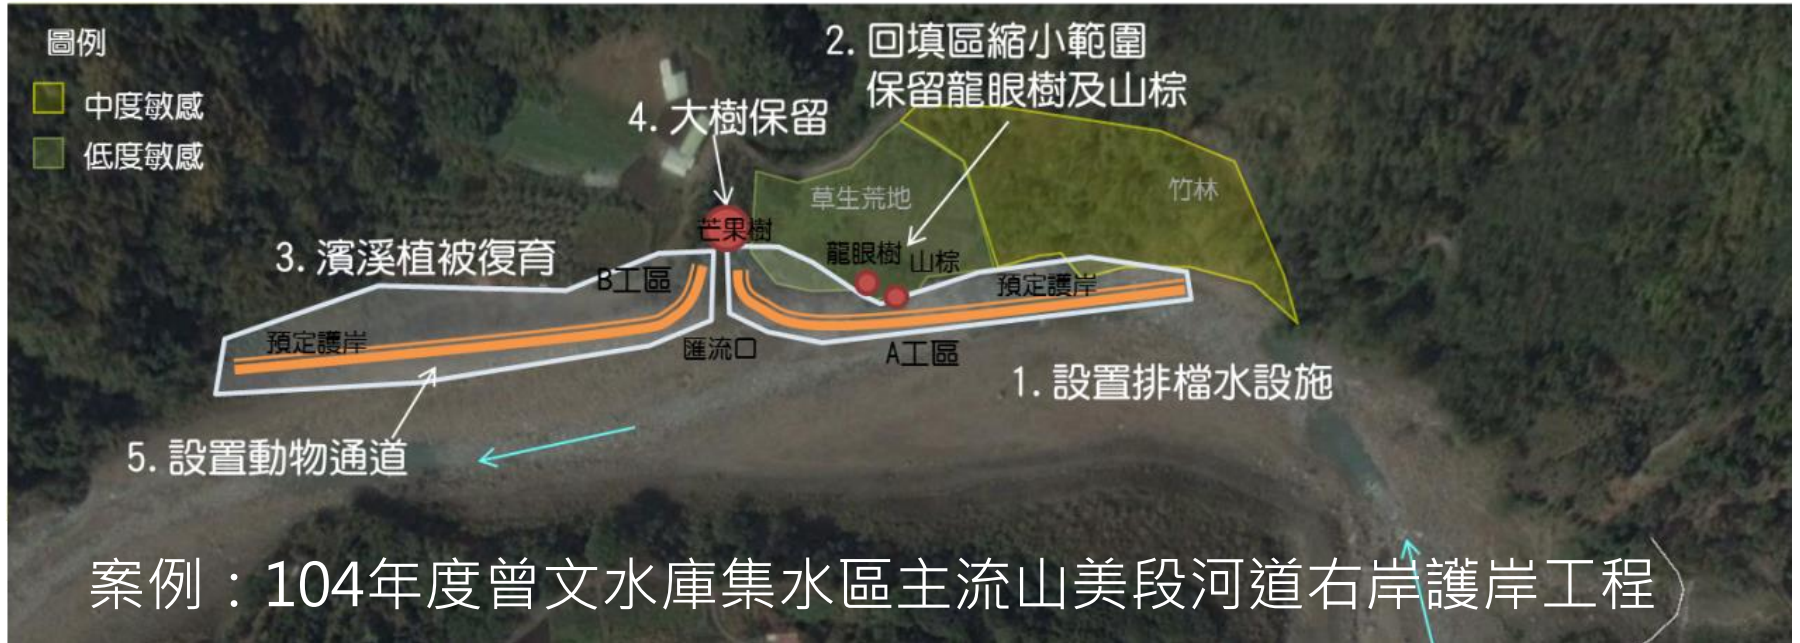 圖例
中度敏感
低度敏感
2. 回填區縮小範圍
保留龍眼樹及山棕
4. 大樹保留
草生荒地
竹林
芒果樹
3. 濱溪植被復育
龍眼樹
山棕
B工區
預定護岸
預定護岸
匯流口
A工區
1. 設置排檔水設施
5. 設置動物通道
案例：104年度曾文水庫集水區主流山美段河道右岸護岸工程